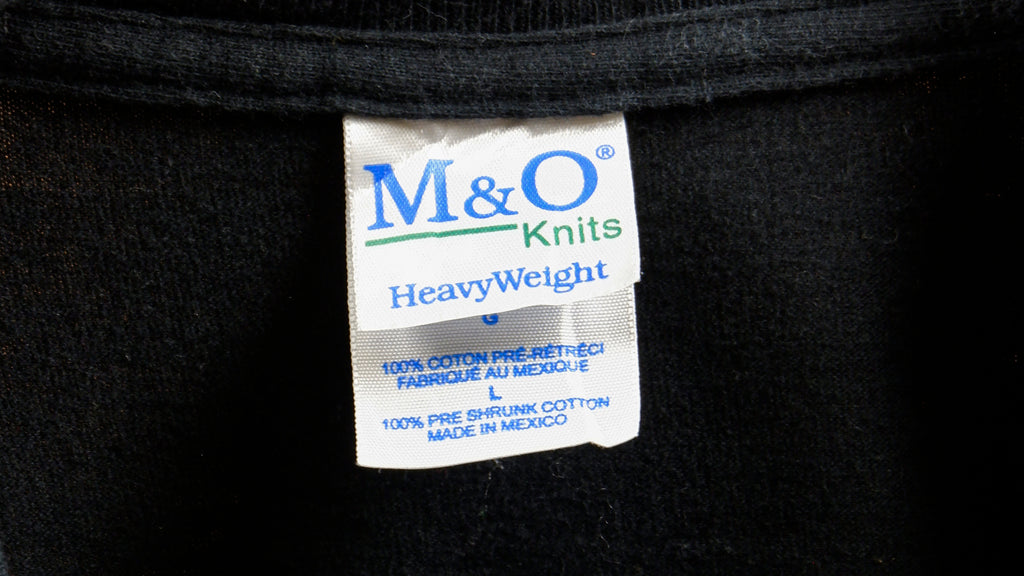 M&O®
Knits
HeavyWeight
G
100% COTON PRÉ-RÉTRÉCI
FABRIQUÉ AU MEXIQUE
L
100% PRE SHRUNK COTTON
MADE IN MEXICO